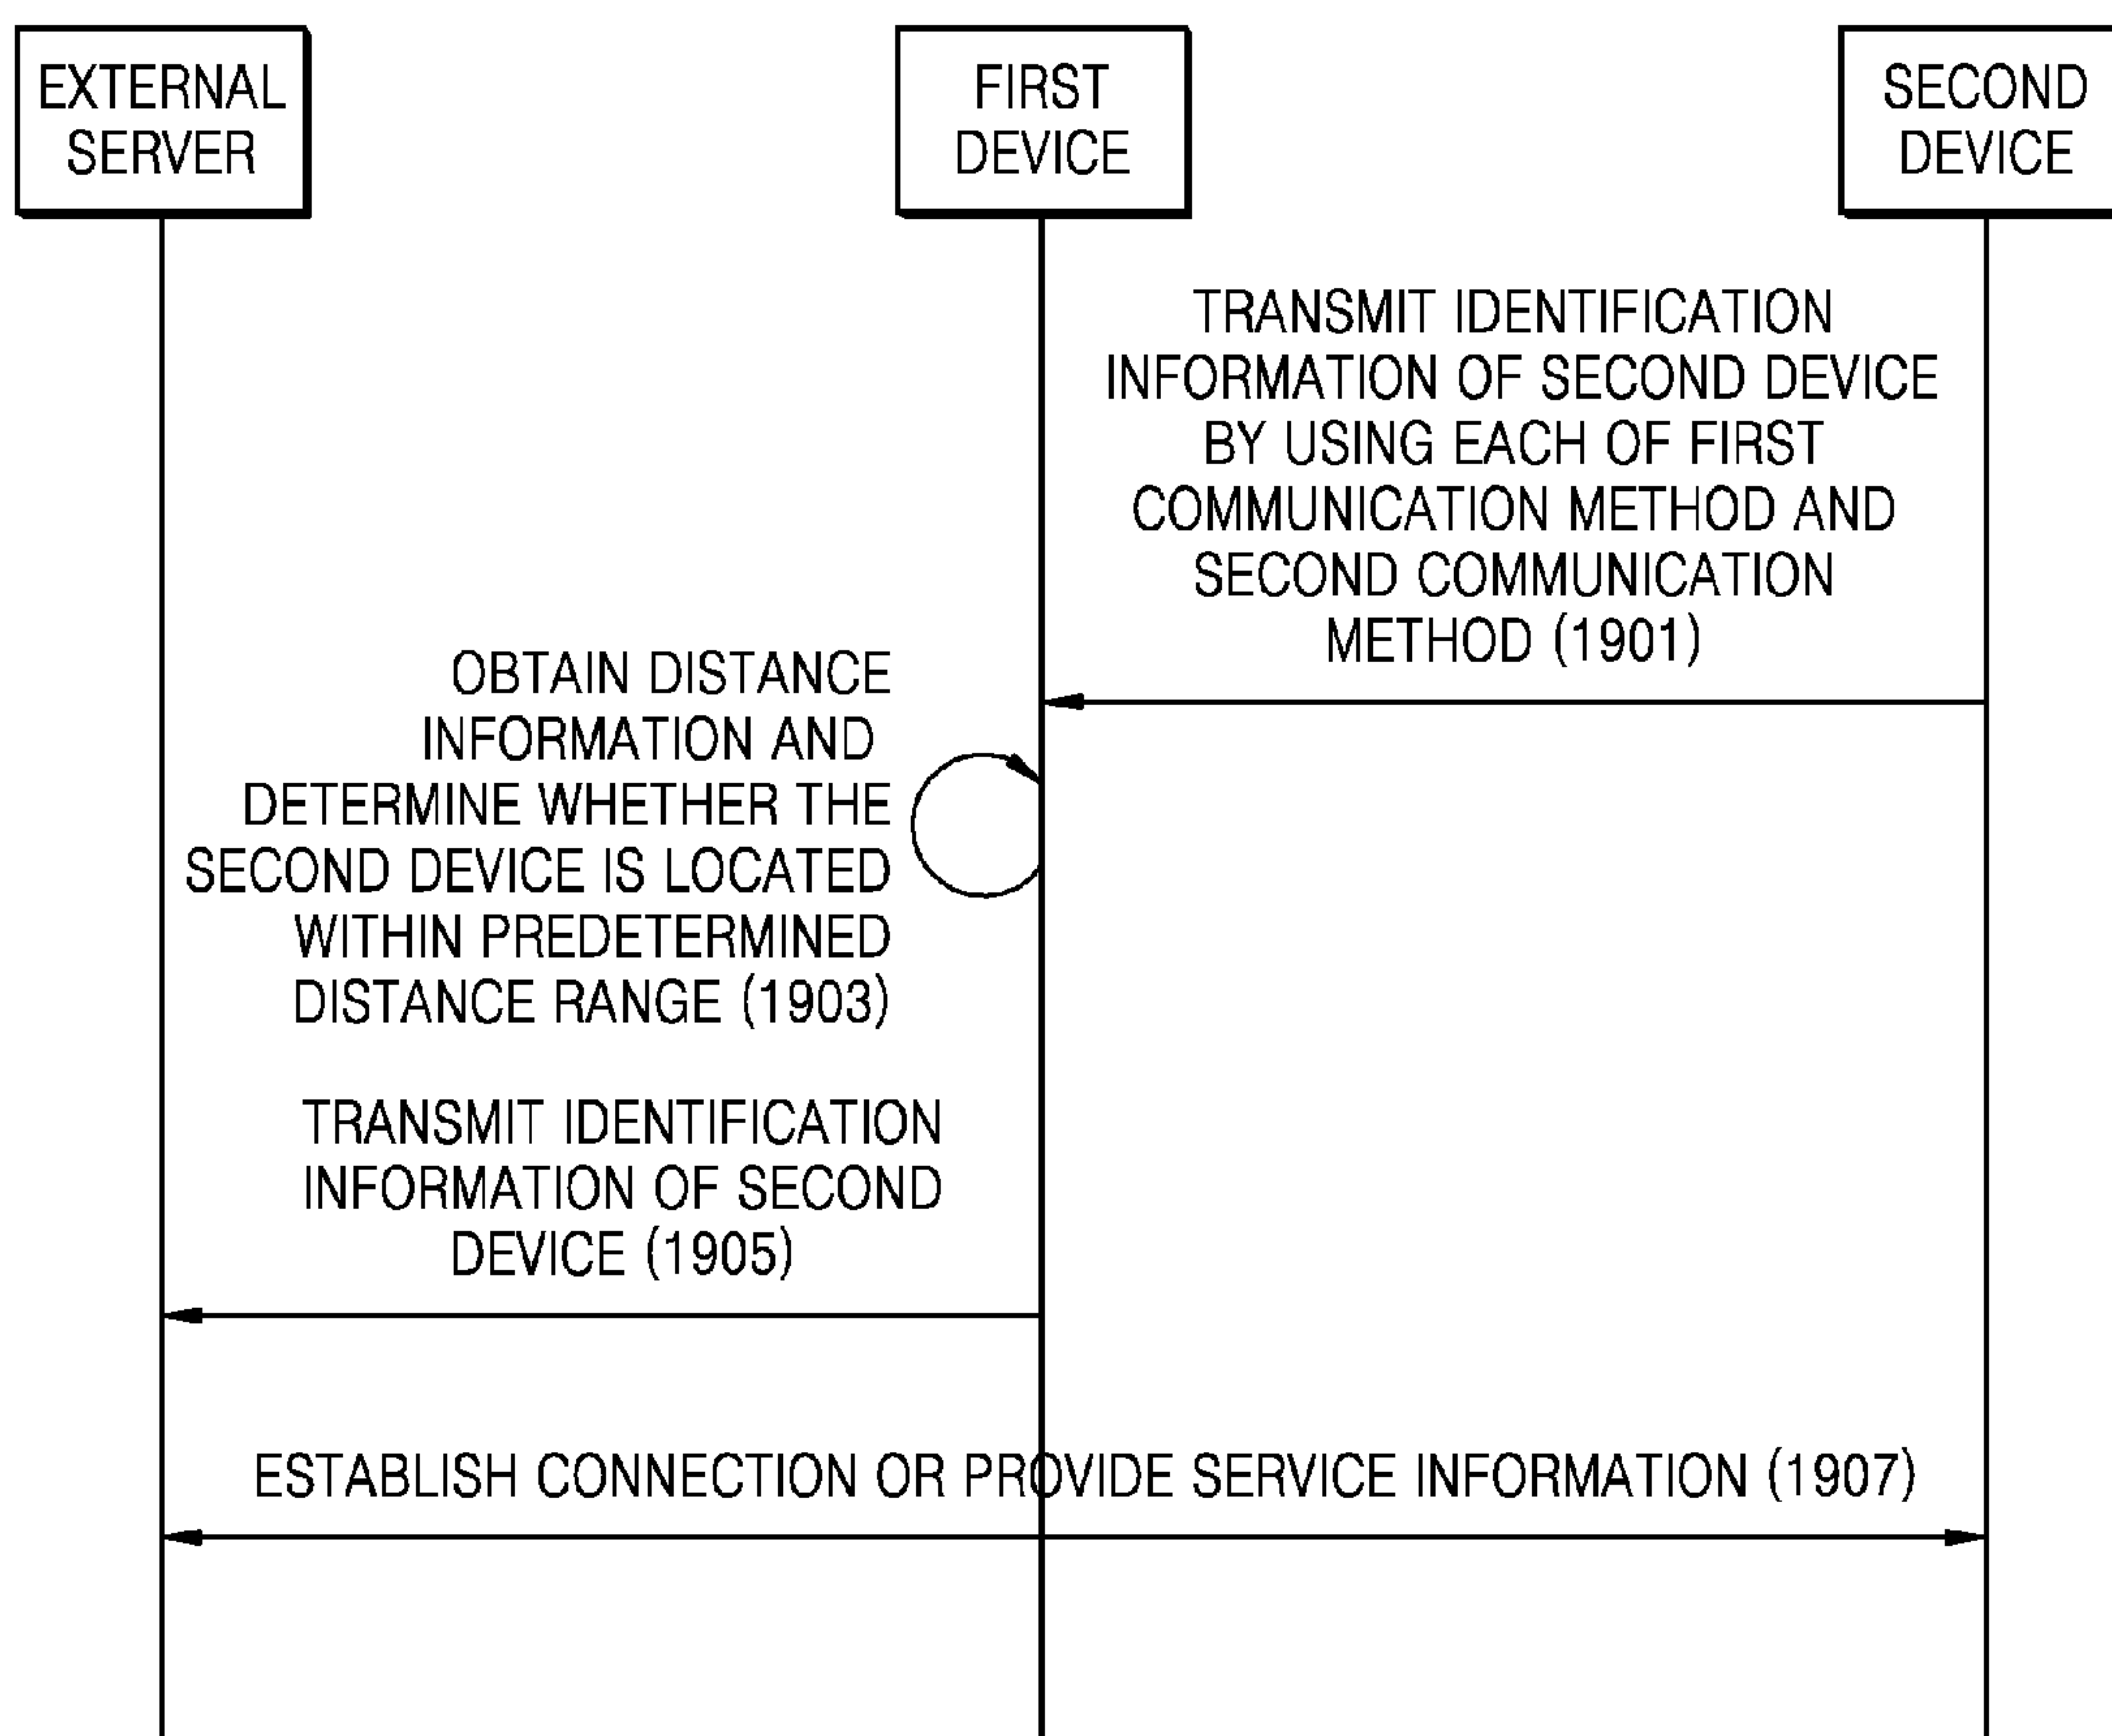 EXTERNAL
SERVER
FIRST
DEVICE
SECOND
DEVICE
TRANSMIT IDENTIFICATION
INFORMATION OF SECOND DEVICE
BY USING EACH OF FIRST
COMMUNICATION METHOD AND
SECOND COMMUNICATION
METHOD (1901)
OBTAIN DISTANCE
INFORMATION AND
DETERMINE WHETHER THE
SECOND DEVICE IS LOCATED
WITHIN PREDETERMINED
DISTANCE RANGE (1903)
TRANSMIT IDENTIFICATION
INFORMATION OF SECOND
DEVICE (1905)
ESTABLISH CONNECTION OR PROVIDE SERVICE INFORMATION (1907)